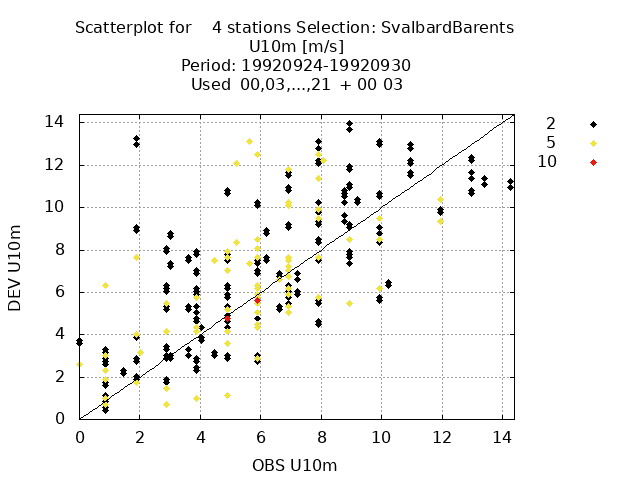 Scatterplot for 4 stations Selection: SvalbardBarents
U10m [m/s]
Period: 19920924-19920930
Used 00,03,...,21 + 00 03
2
5
10
14
12
10
8
6
4
2
0
DEV U10m
0 2 4 6 8 10 12 14
OBS U10m